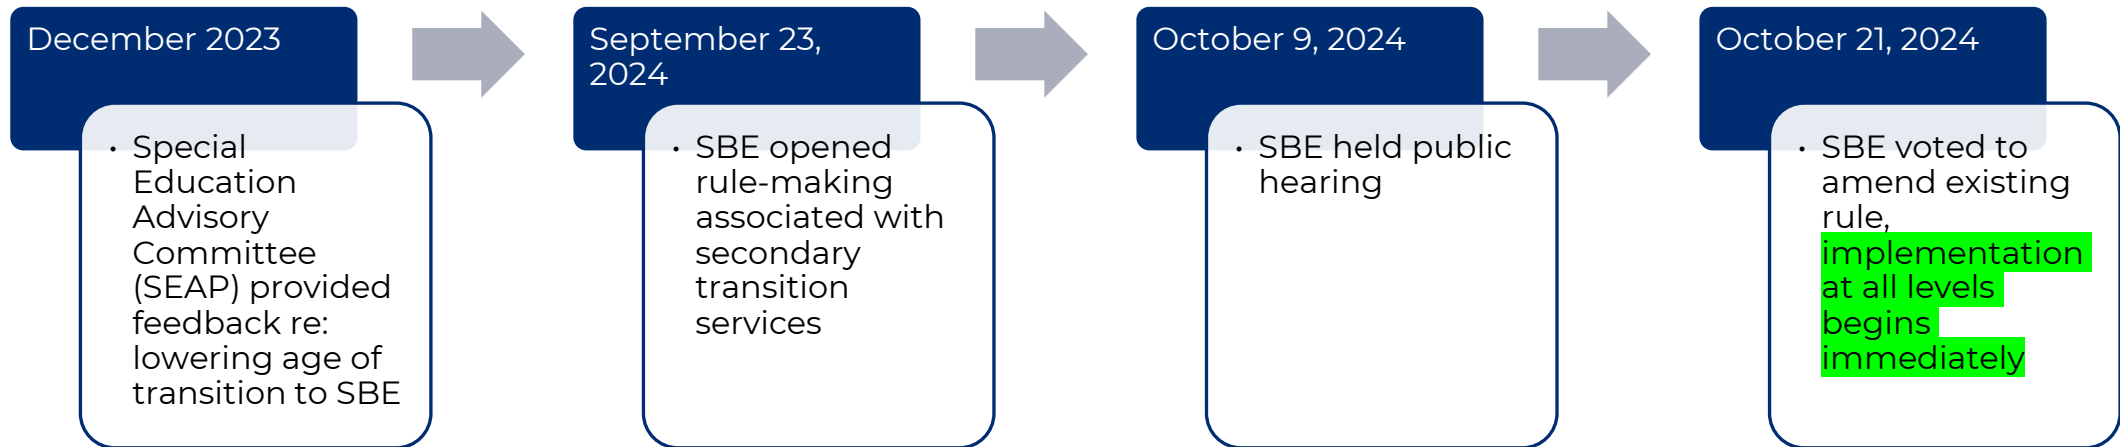 December 2023
· Special
Education
Advisory
Committee
(SEAP) provided
feedback re:
lowering age of
transition to SBE
September 23,
2024
· SBE opened
rule-making
associated with
secondary
transition
services
October 9, 2024
· SBE held public
hearing
October 21, 2024
· SBE voted to
amend existing
rule,
implementation
at all levels
begins
immediately